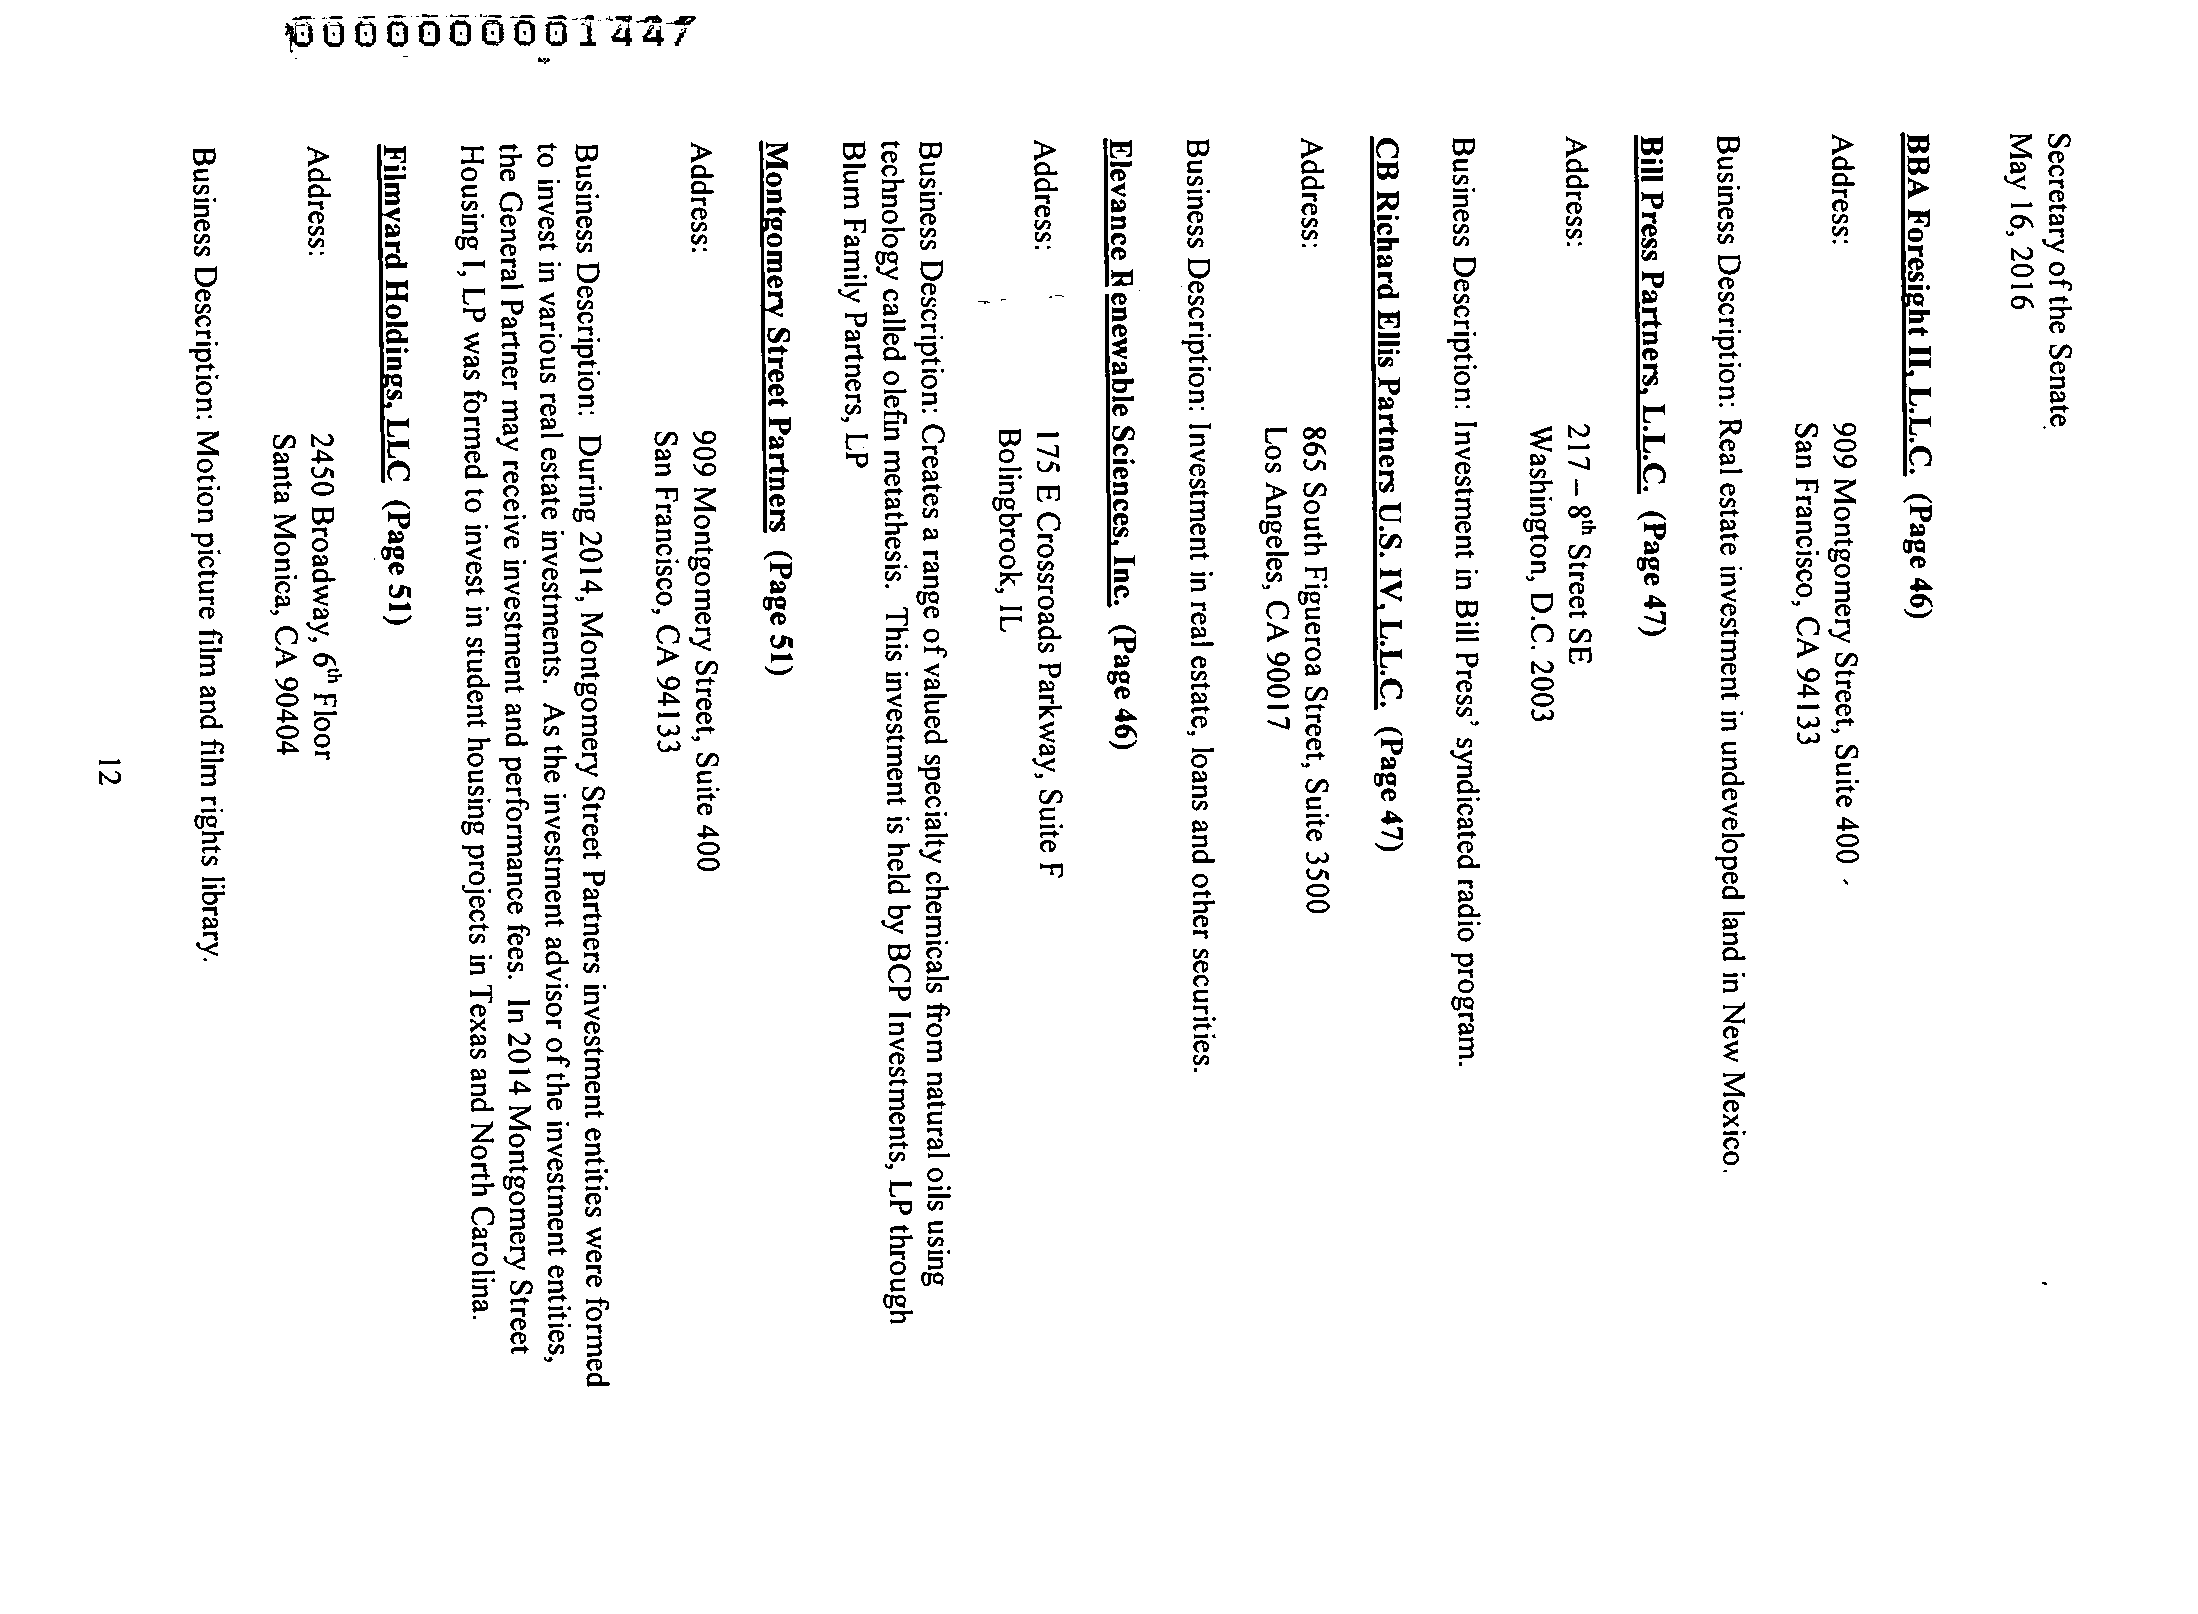 Secretary of the Senate
May 16, 2016
BBA Foresight II, L.L.C. (Page 46)
Address: 909 Montgomery Street, Suite 400
San Francisco, CA 94133
Business Description: Real estate investment in undeveloped land in New Mexico.
Bill Press Partners, L.L.C. (Page 47)
Address: 217 – 8th Street SE
Washington, D.C. 2003
Business Description: Investment in Bill Press' syndicated radio program.
CB Richard Ellis Partners U.S. IV, L.L.C. (Page 47)
Address: 865 South Figueroa Street, Suite 3500
Los Angeles, CA 90017
Business Description: Investment in real estate, loans and other securities.
Elevance Renewable Sciences, Inc. (Page 46)
Address: 175 E Crossroads Parkway, Suite F
Bolingbrook, IL
Business Description: Creates a range of valued specialty chemicals from natural oils using
technology called olefin metathesis. This investment is held by BCP Investments, LP through
Blum Family Partners, LP
Montgomery Street Partners (Page 51)
Address: 909 Montgomery Street, Suite 400
San Francisco, CA 94133
Business Description: During 2014, Montgomery Street Partners investment entities were formed
to invest in various real estate investments. As the investment advisor of the investment entities,
the General Partner may receive investment and performance fees. In 2014 Montgomery Street
Housing I, LP was formed to invest in student housing projects in Texas and North Carolina.
Filmyard Holdings, LLC (Page 51)
Address: 2450 Broadway, 6th Floor
Santa Monica, CA 90404
Business Description: Motion picture film and film rights library.
12
0000000001447